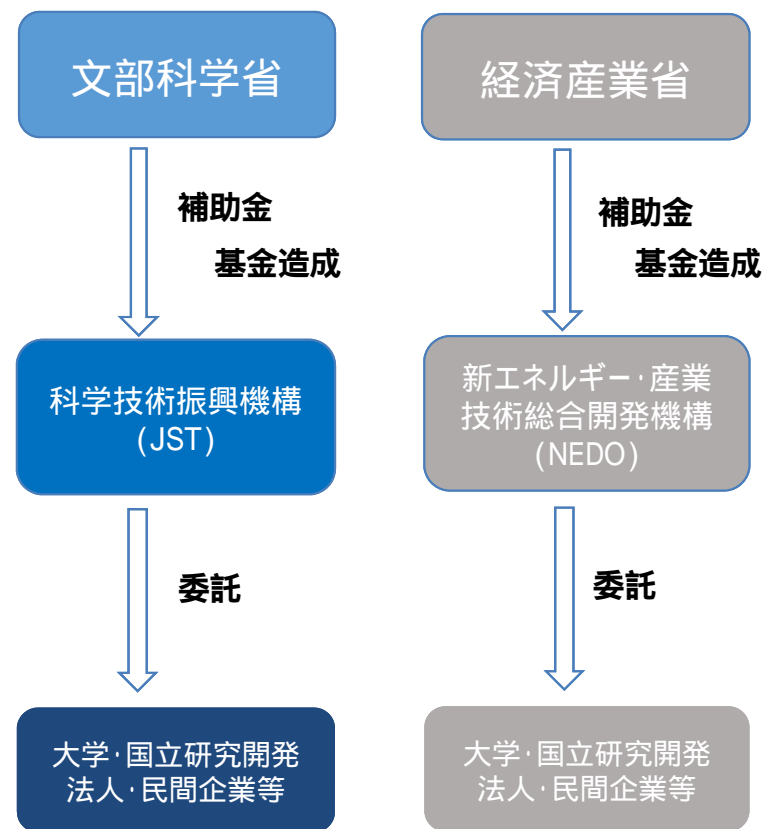 文部科学省
補助金
基金造成
科学技術振興機構
(JST)
委託
大学･国立研究開発
法人･民間企業等
経済産業省
補助金
基金造成
新エネルギー･産業
技術総合開発機構
(NEDO)
委託
大学･国立研究開発
法人･民間企業等